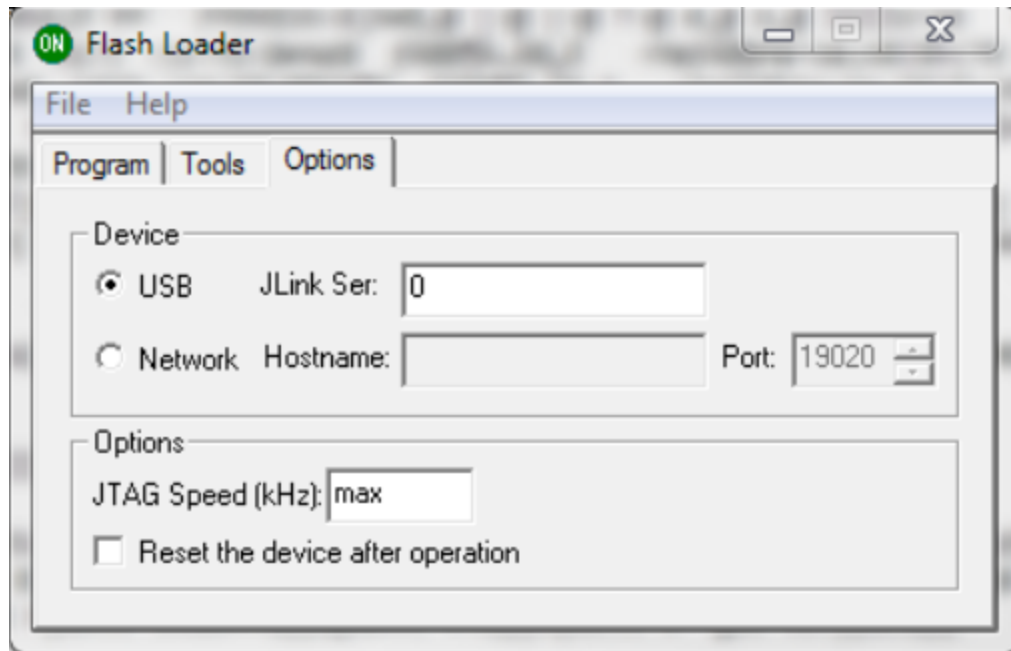 ON Flash Loader
File Help
Program Tools Options
Device
USB JLink Ser: 0
Network Hostname: Port: 19020
Options
JTAG Speed (kHz): max
Reset the device after operation